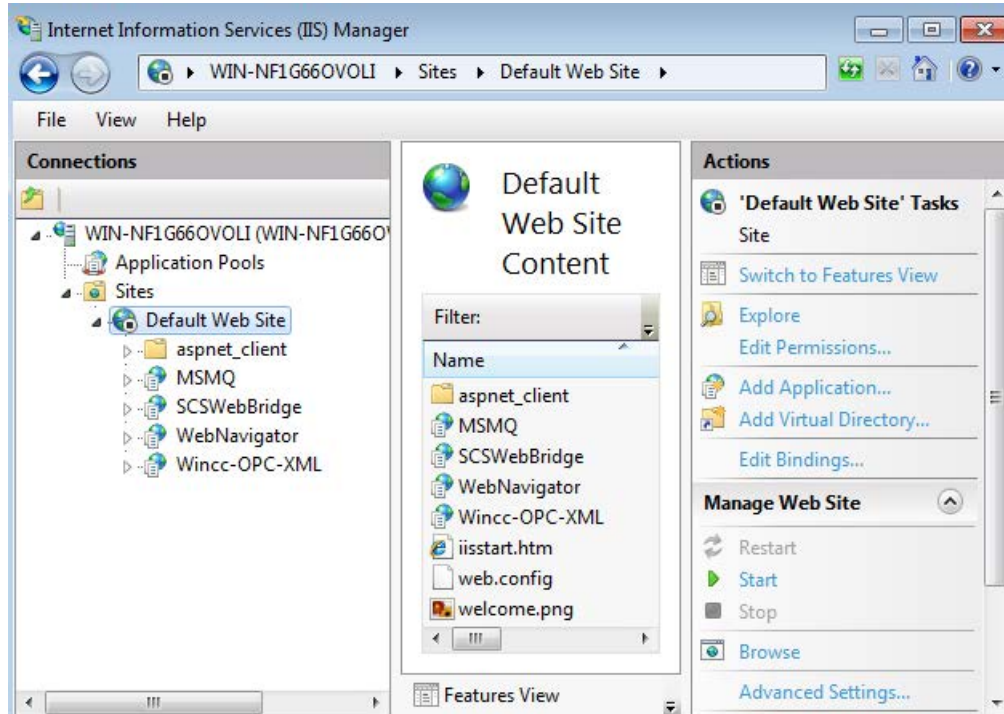 Internet Information Services (IIS) Manager
WIN-NF1G66OVOLI ▸ Sites ▸ Default Web Site ▸
File View Help
Connections
WIN-NF1G66OVOLI (WIN-NF1G66O
Application Pools
Sites
Default Web Site
aspnet_client
MSMQ
SCSWebBridge
WebNavigator
Wincc-OPC-XML
Default
Web Site
Content
Filter:
Name
aspnet_client
MSMQ
SCSWebBridge
WebNavigator
Wincc-OPC-XML
iisstart.htm
web.config
welcome.png
Features View
Actions
'Default Web Site' Tasks
Site
Switch to Features View
Explore
Edit Permissions...
Add Application...
Add Virtual Directory...
Edit Bindings...
Manage Web Site
Restart
Start
Stop
Browse
Advanced Settings...